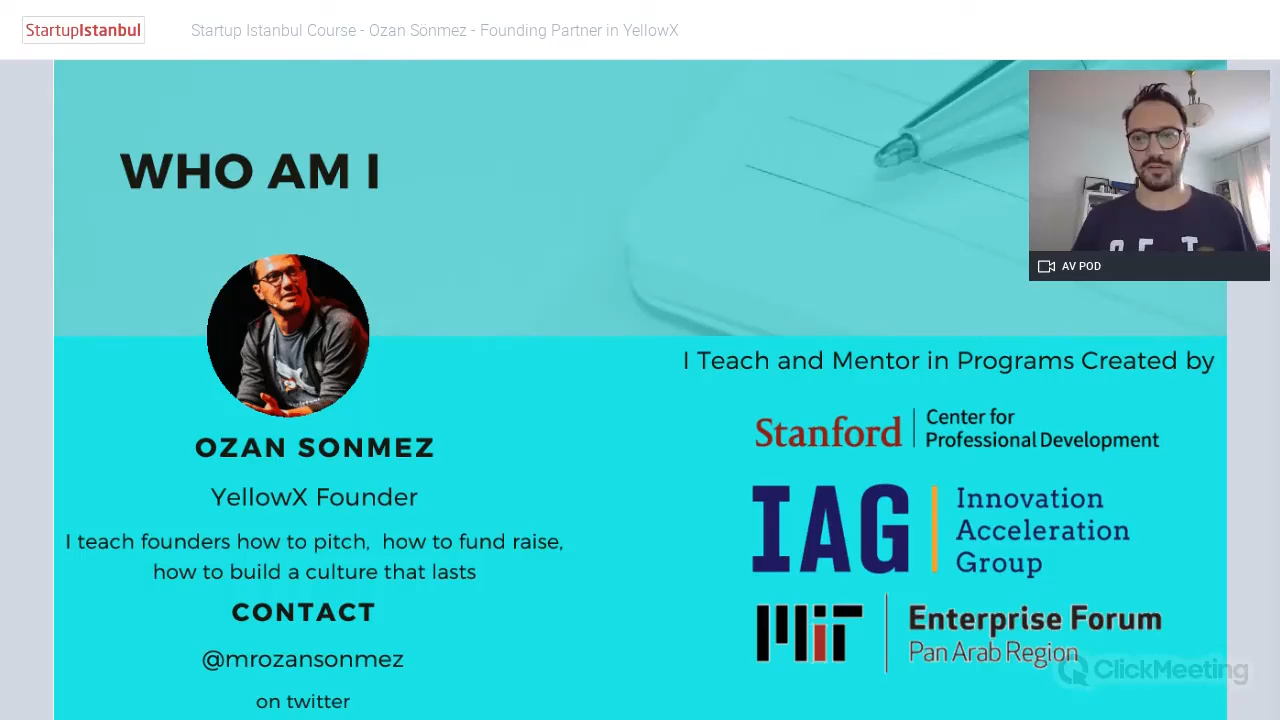 StartupIstanbul
Startup Istanbul Course - Ozan Sönmez - Founding Partner in YellowX
WHO AM I
AV POD
OZAN SONMEZ
YellowX Founder
I teach founders how to pitch, how to fund raise,
how to build a culture that lasts
CONTACT
@mrozansonmez
on twitter
I Teach and Mentor in Programs Created by
Stanford
Center for
Professional Development
IAG
Innovation
Acceleration
Group
MIT
Enterprise Forum
Pan Arab Region
ClickMeeting